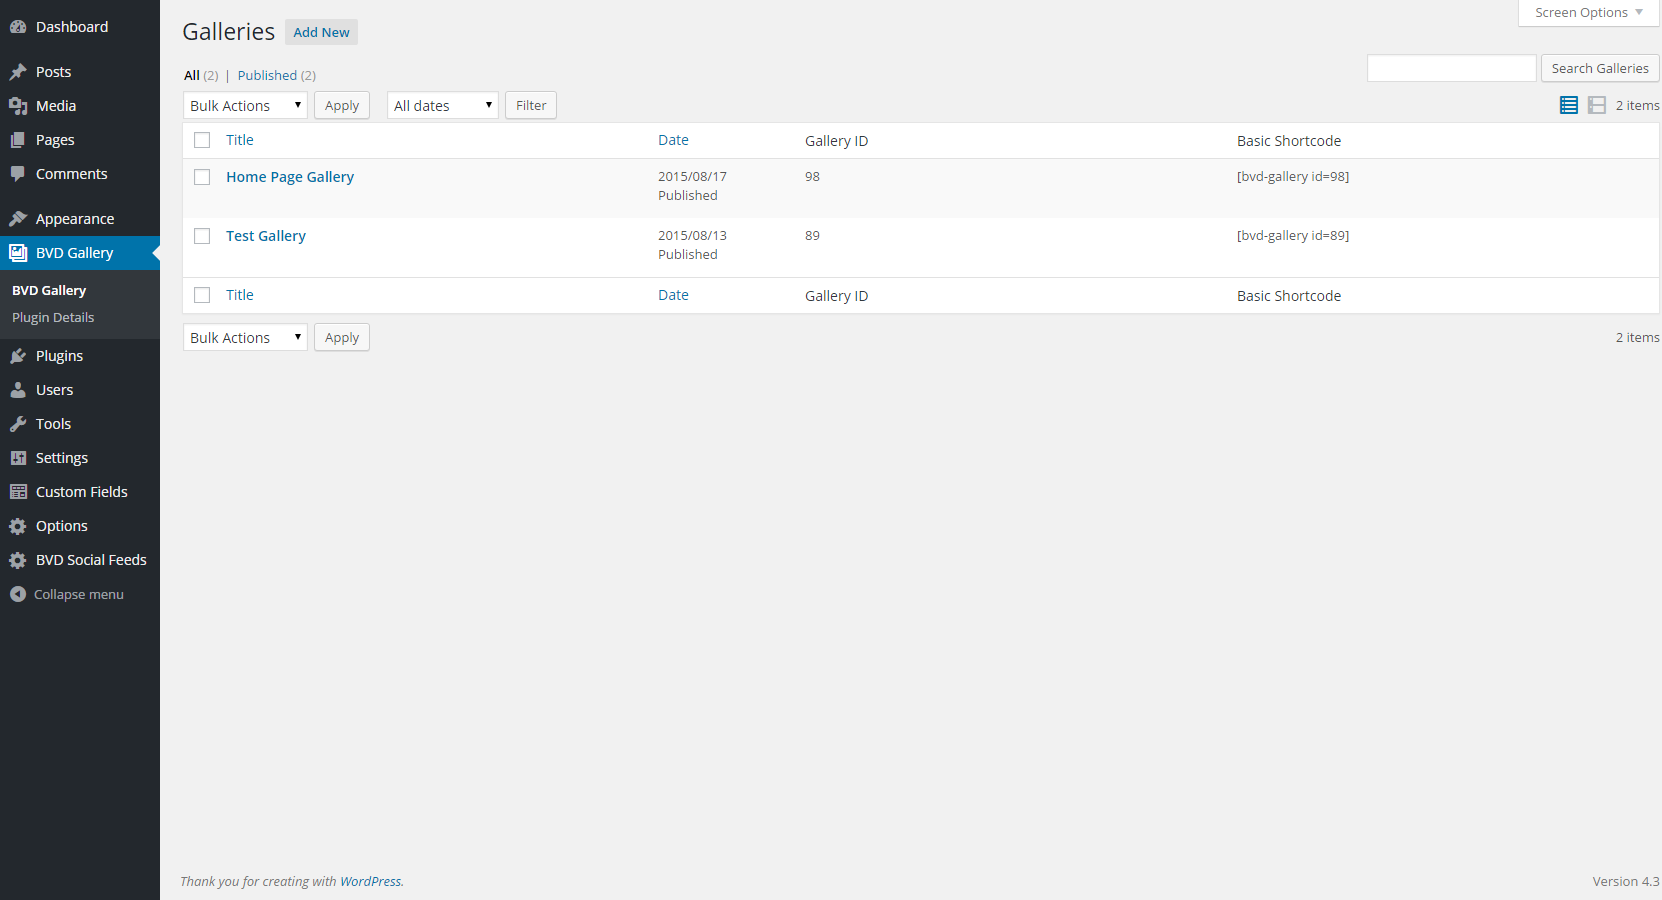 Dashboard
Posts
Media
Pages
Comments
Appearance
BVD Gallery
BVD Gallery
Plugin Details
Plugins
Users
Tools
Settings
Custom Fields
Options
BVD Social Feeds
Collapse menu
Screen Options
Galleries Add New
All (2) | Published (2)
Search Galleries
Bulk Actions Apply All dates Filter 2 items
Title Date Gallery ID Basic Shortcode
Home Page Gallery 2015/08/17 98 [bvd-gallery id=98]
Published
Test Gallery 2015/08/13 89 [bvd-gallery id=89]
Published
Title Date Gallery ID Basic Shortcode
Bulk Actions Apply 2 items
Thank you for creating with WordPress. Version 4.3